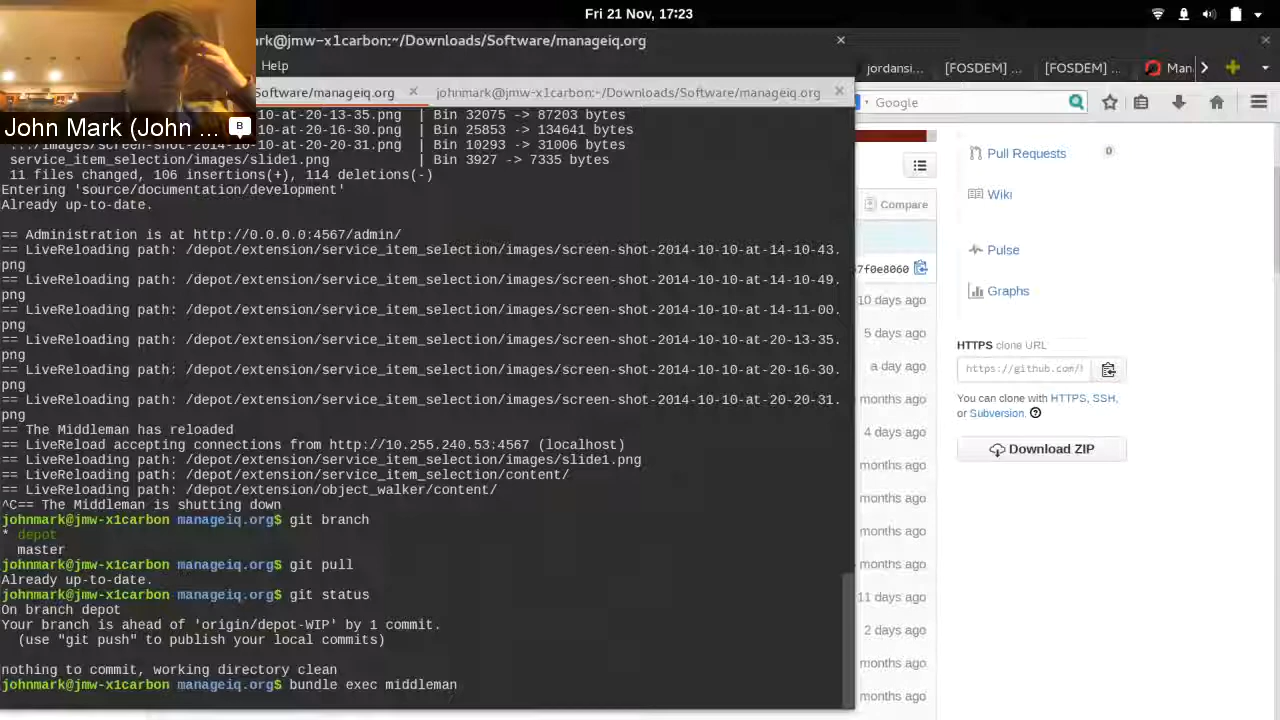 Fri 21 Nov, 17:23
rk@jmw-x1carbon:~/Downloads/Software/manageiq.org
Help
Software/manageiq.org
johnmark@jmw-x1carbon:~/Downloads/Software/manageiq.org
John Mark (John ...
B
10-at-20-13-35.png | Bin 32075 -> 87203 bytes
10-at-20-16-30.png | Bin 25853 -> 134641 bytes
.../images/screen-shot-2014-10-10-at-20-20-31.png | Bin 10293 -> 31006 bytes
service_item_selection/images/slide1.png | Bin 3927 -> 7335 bytes
11 files changed, 106 insertions(+), 114 deletions(-)
Entering 'source/documentation/development'
Already up-to-date.
== Administration is at http://0.0.0.0:4567/admin/
== LiveReloading path: /depot/extension/service_item_selection/images/screen-shot-2014-10-10-at-14-10-43.
png
== LiveReloading path: /depot/extension/service_item_selection/images/screen-shot-2014-10-10-at-14-10-49.
png
== LiveReloading path: /depot/extension/service_item_selection/images/screen-shot-2014-10-10-at-14-11-00.
png
== LiveReloading path: /depot/extension/service_item_selection/images/screen-shot-2014-10-10-at-20-13-35.
png
== LiveReloading path: /depot/extension/service_item_selection/images/screen-shot-2014-10-10-at-20-16-30.
png
== LiveReloading path: /depot/extension/service_item_selection/images/screen-shot-2014-10-10-at-20-20-31.
png
== The Middleman has reloaded
== LiveReload accepting connections from http://10.255.240.53:4567 (localhost)
== LiveReloading path: /depot/extension/service_item_selection/images/slide1.png
== LiveReloading path: /depot/extension/service_item_selection/content/
== LiveReloading path: /depot/extension/object_walker/content/
^C== The Middleman is shutting down
johnmark@jmw-x1carbon manageiq.org$ git branch
* depot
master
johnmark@jmw-x1carbon manageiq.org$ git pull
Already up-to-date.
johnmark@jmw-x1carbon manageiq.org$ git status
On branch depot
Your branch is ahead of 'origin/depot-WIP' by 1 commit.
(use "git push" to publish your local commits)
nothing to commit, working directory clean
johnmark@jmw-x1carbon manageiq.org$ bundle exec middleman
jordansi...
[FOSDEM] ...
[FOSDEM] ...
Man
Google
Compare
7f0e8060
10 days ago
5 days ago
a day ago
months ago
4 days ago
months ago
months ago
months ago
months ago
11 days ago
2 days ago
months ago
months ago
Pull Requests 0
Wiki
Pulse
Graphs
HTTPS clone URL
https://github.com/
You can clone with HTTPS, SSH,
or Subversion.
Download ZIP